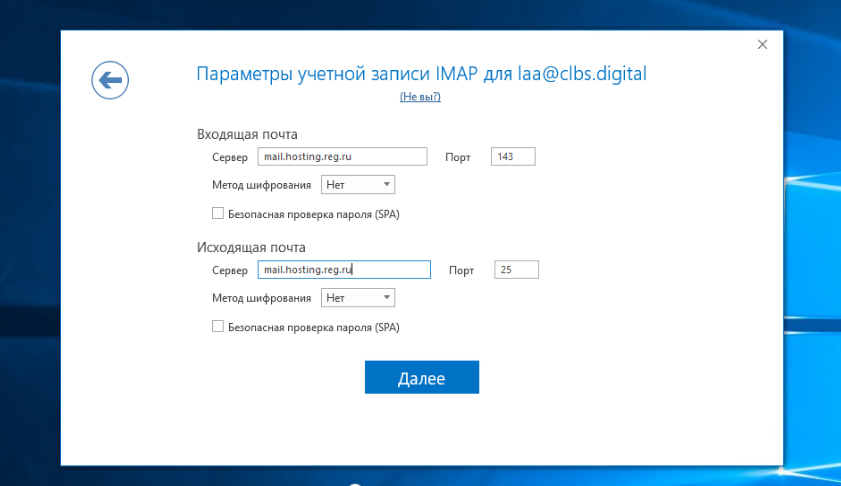 Параметры учетной записи IMAP для laa@clbs.digital
(Не вы?)
Входящая почта
Сервер mail.hosting.reg.ru Порт 143
Метод шифрования Нет
Безопасная проверка пароля (SPA)
Исходящая почта
Сервер mail.hosting.reg.ru Порт 25
Метод шифрования Нет
Безопасная проверка пароля (SPA)
Далее